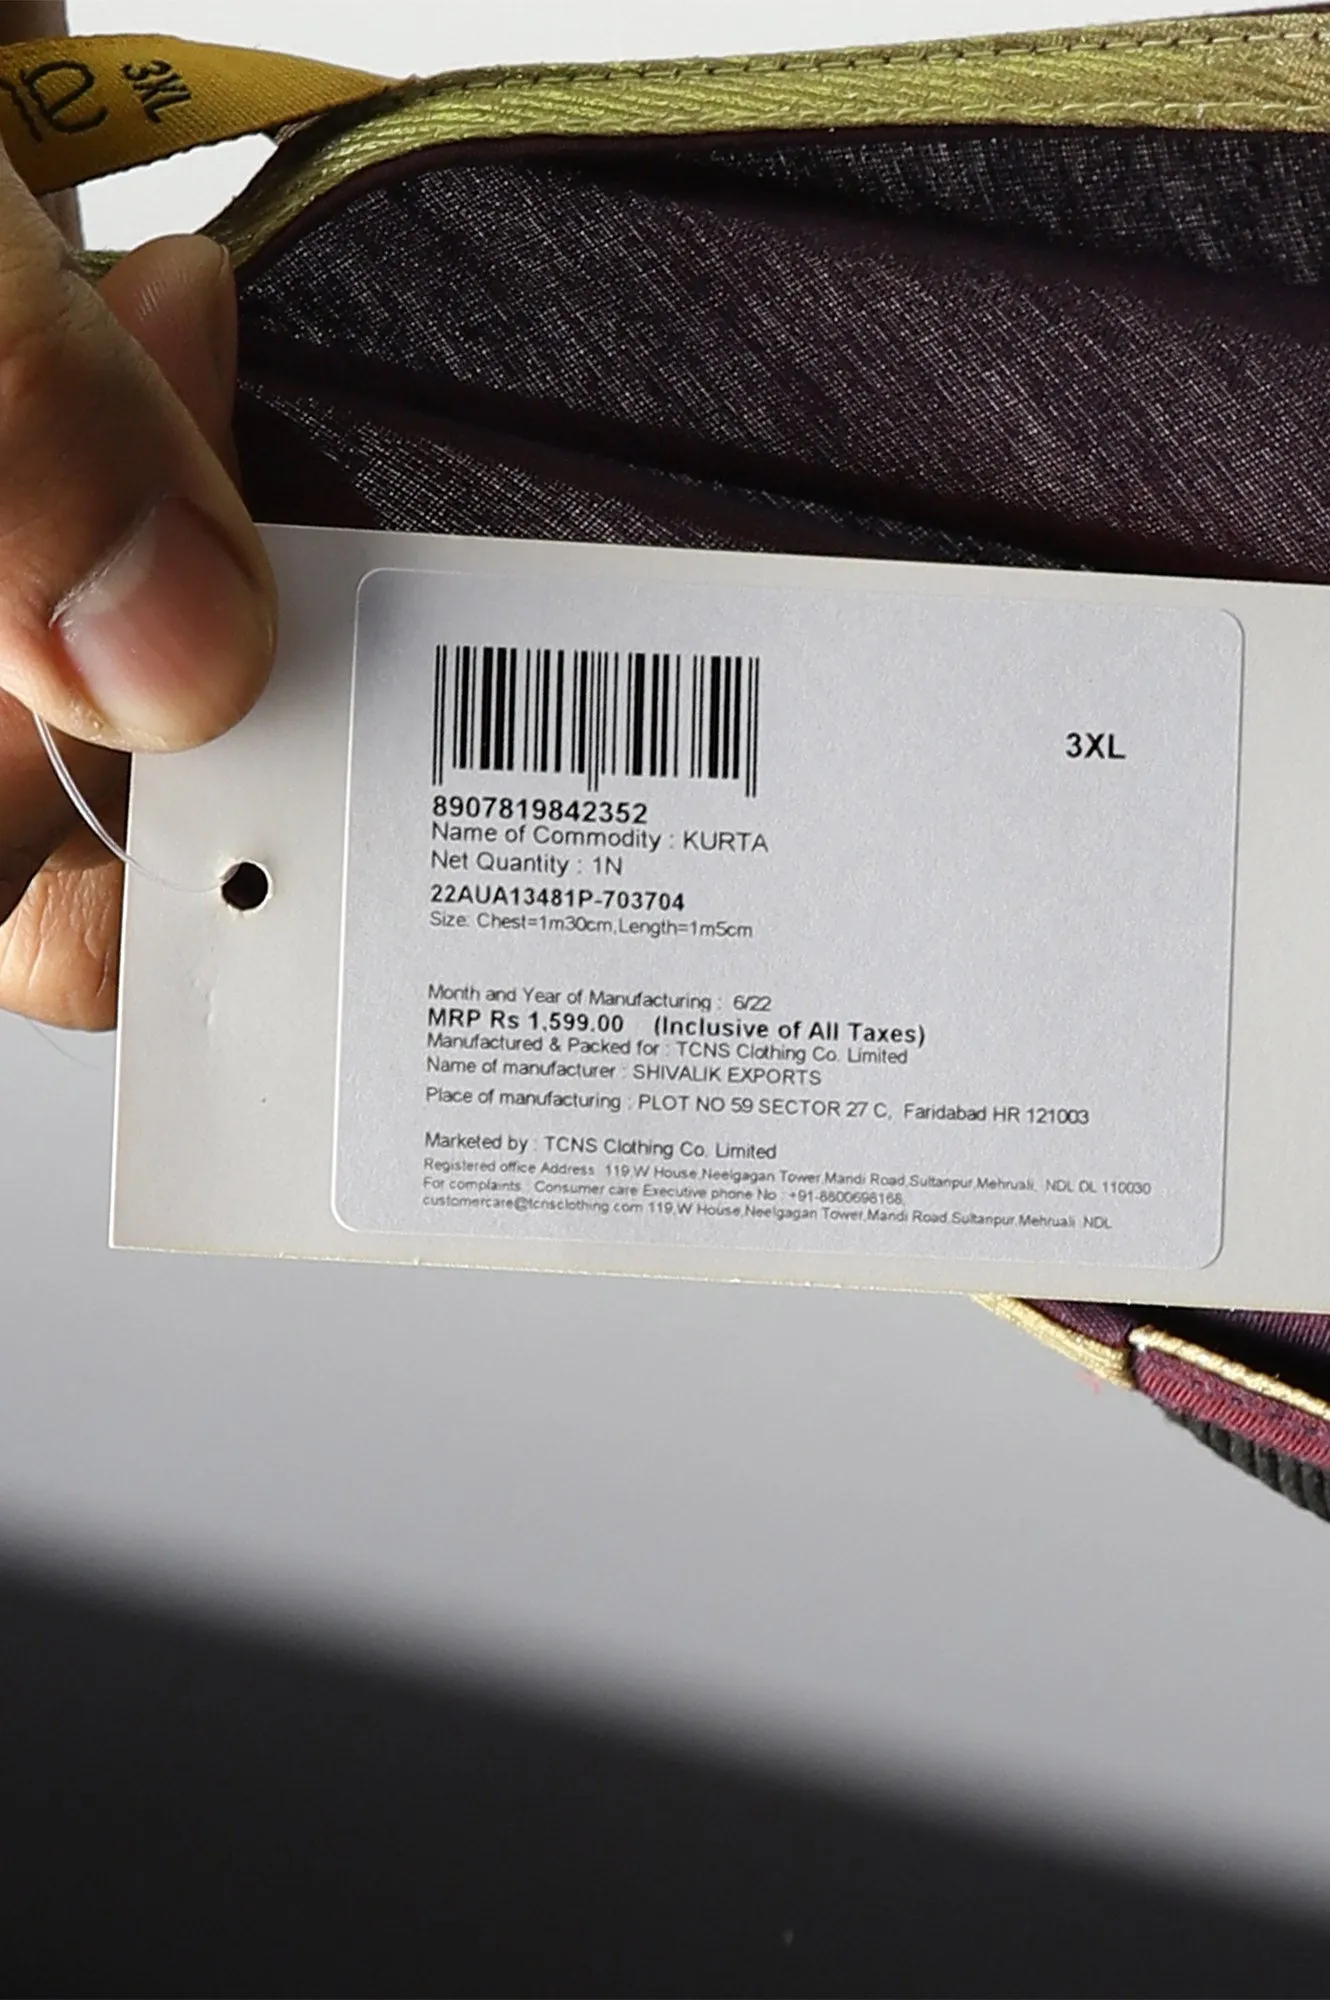 3XL
3XL
8907819842352
Name of Commodity : KURTA
Net Quantity : 1N
22AUA13481P-703704
Size: Chest=1m30cm,Length=1m5cm
Month and Year of Manufacturing : 6/22
MRP Rs 1,599.00 (Inclusive of All Taxes)
Manufactured & Packed for : TCNS Clothing Co. Limited
Name of manufacturer : SHIVALIK EXPORTS
Place of manufacturing : PLOT NO 59 SECTOR 27 C, Faridabad HR 121003
Marketed by : TCNS Clothing Co. Limited
Registered office Address 119,W House,Neelgagan Tower,Mandi Road,Sultanpur,Mehruali, NDL DL 110030
For complaints : Consumer care Executive phone No : +91-8800698168,
customercare@tcnsclothing.com 119,W House,Neelgagan Tower,Mandi Road,Sultanpur,Mehruali NDL